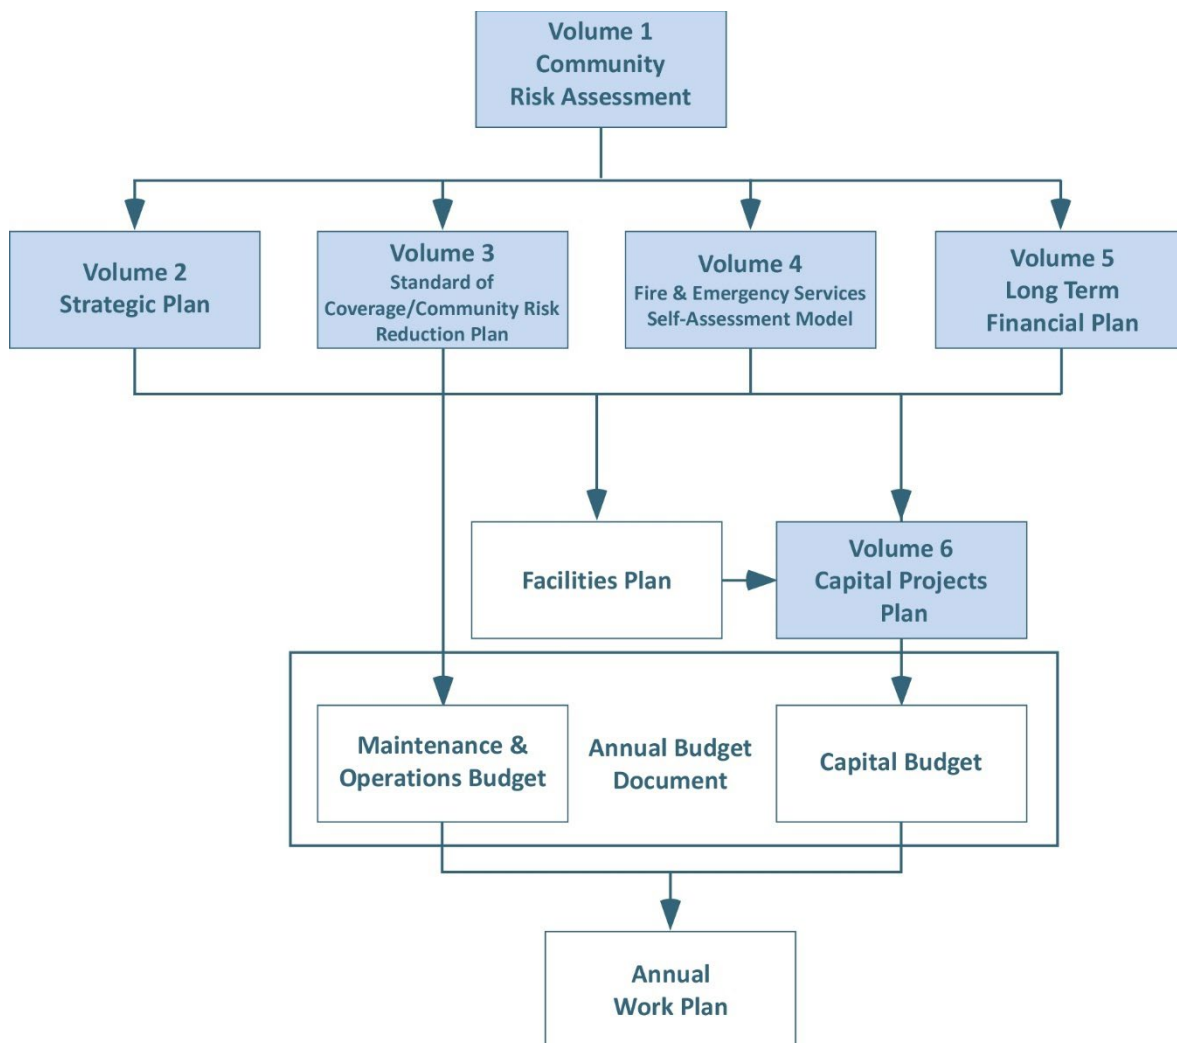 Volume 1
Community
Risk Assessment
Volume 2
Strategic Plan
Volume 3
Standard of
Coverage/Community Risk
Reduction Plan
Volume 4
Fire & Emergency Services
Self-Assessment Model
Volume 5
Long Term
Financial Plan
Facilities Plan
Volume 6
Capital Projects
Plan
Maintenance &
Operations Budget
Annual Budget
Document
Capital Budget
Annual
Work Plan